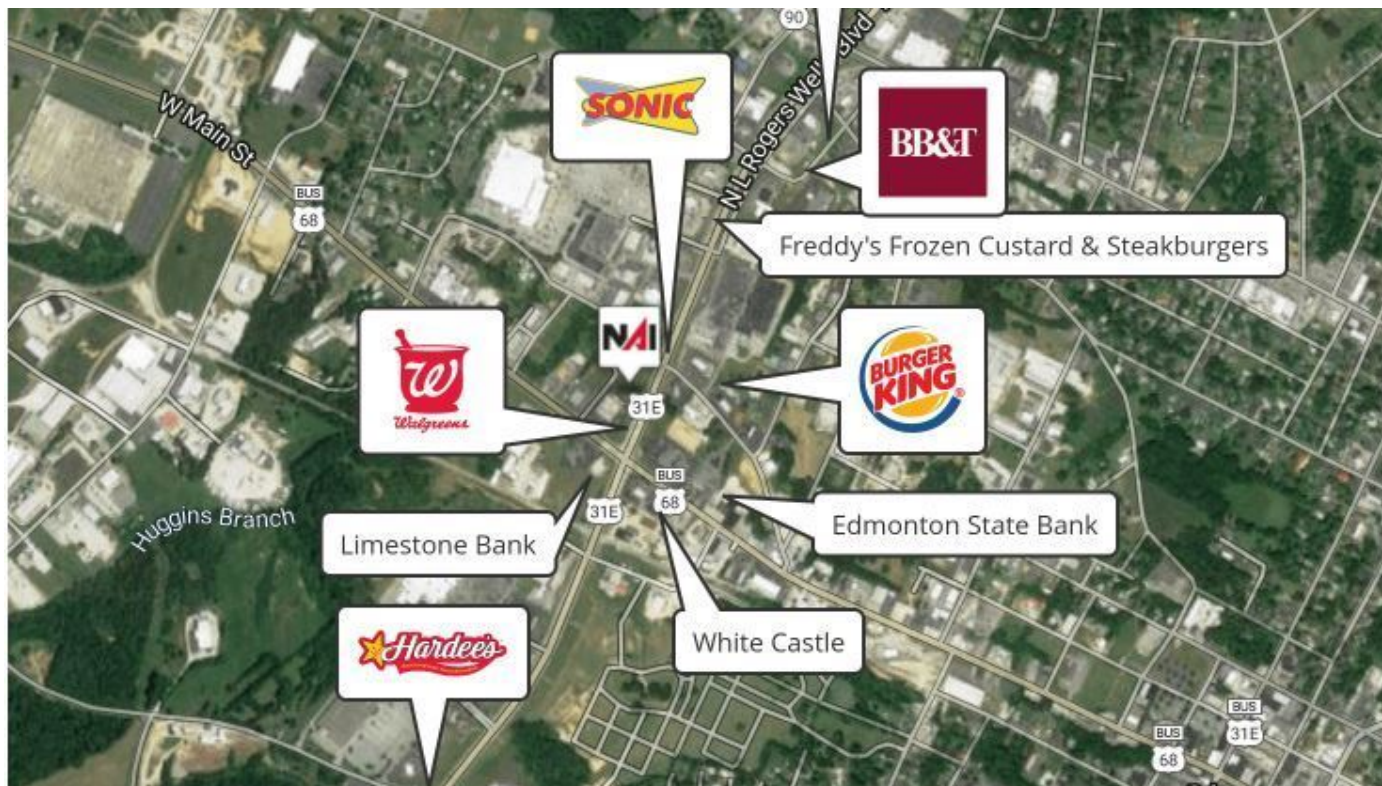 90
N L Rogers Wells Blvd
SONIC
BB&T
W Main St
BUS
68
Freddy's Frozen Custard & Steakburgers
NAI
Walgreens
BURGER
KING
®
31E
BUS
68
31E
Huggins Branch
Limestone Bank
Edmonton State Bank
White Castle
Hardee's
BUS
31E
BUS
68